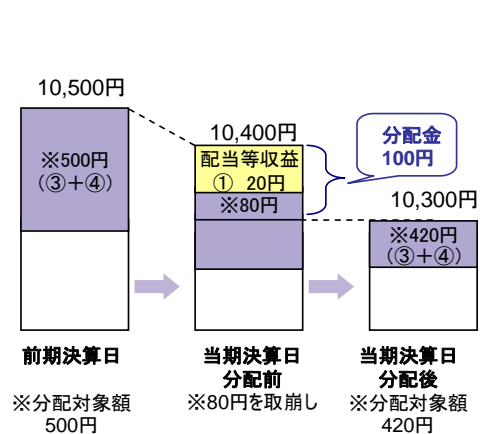 10,500円
※500円
(③+④)
10,400円
配当等収益
① 20円
※80円
分配金
100円
10,300円
※420円
(③+④)
前期決算日
当期決算日
分配前
当期決算日
分配後
※分配対象額
500円
※80円を取崩し
※分配対象額
420円